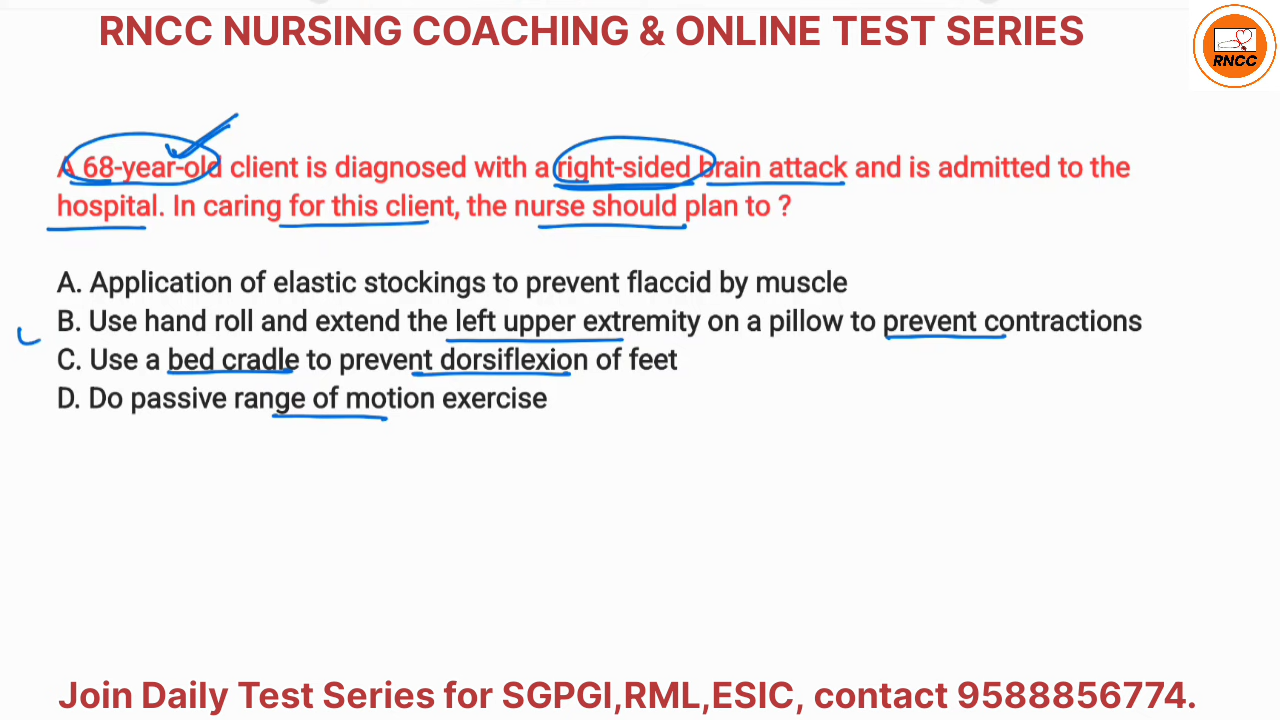 RNCC NURSING COACHING & ONLINE TEST SERIES
RNCC
A 68-year-old client is diagnosed with a right-sided brain attack and is admitted to the
hospital. In caring for this client, the nurse should plan to ?
A. Application of elastic stockings to prevent flaccid by muscle
B. Use hand roll and extend the left upper extremity on a pillow to prevent contractions
C. Use a bed cradle to prevent dorsiflexion of feet
D. Do passive range of motion exercise
Join Daily Test Series for SGPGI,RML,ESIC, contact 9588856774.